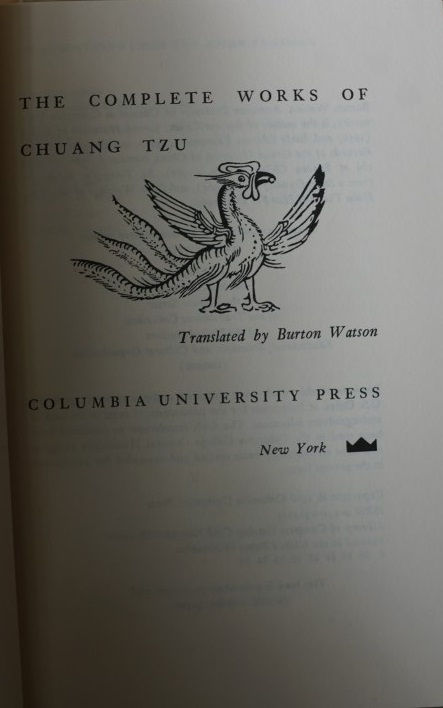 THE COMPLETE WORKS OF
CHUANG TZU
Translated by Burton Watson
COLUMBIA UNIVERSITY PRESS
New York